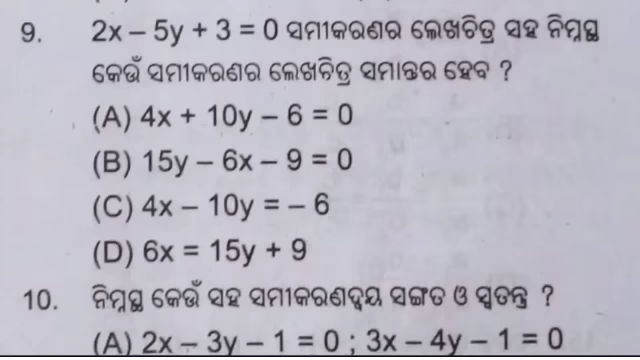 9. 2x – 5y + 3 = 0 ସମୀକରଣର ଲେଖଚିତ୍ର ସହ ନିମ୍ନସ୍ଥ
କେଉଁ ସମୀକରଣର ଲେଖଚିତ୍ର ସମାନ୍ତର ହେବ ?
(A) 4x + 10y – 6 = 0
(B) 15y – 6x – 9 = 0
(C) 4x – 10y = – 6
(D) 6x = 15y + 9
10. ନିମ୍ନସ୍ଥ କେଉଁ ସହ ସମୀକରଣଦ୍ଵୟ ସଙ୍ଗତ ଓ ସ୍ୱତନ୍ତ୍ର ?
(A) 2x – 3y – 1 = 0 ; 3x – 4y – 1 = 0